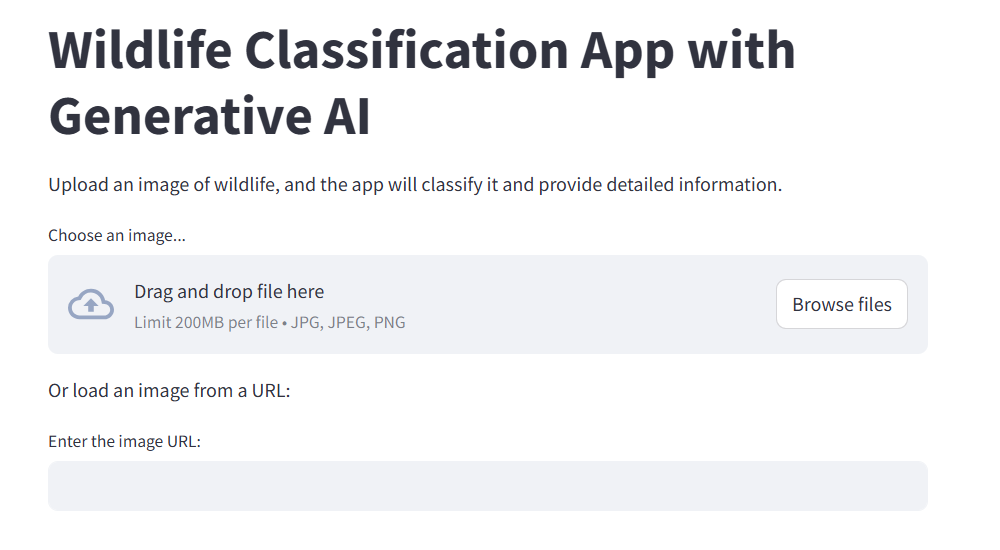 Wildlife Classification App with
Generative AI
Upload an image of wildlife, and the app will classify it and provide detailed information.
Choose an image...
Drag and drop file here
Limit 200MB per file • JPG, JPEG, PNG
Browse files
Or load an image from a URL:
Enter the image URL: